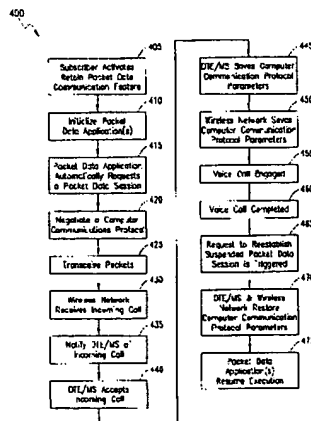 400
405
Subscriber Activates
Retain Packet Data
Communication Feature
410
Initialize Packet
Data Application(s)
415
Packet Data Application
Automatically Requests
a Packet Data Session
420
Negotiate a Computer
Communications Protocol
425
Transceive Packets
430
Wireless Network
Receives Incoming Call
435
Notify DTE/MS of
Incoming Call
440
DTE/MS Accepts
Incoming Call
445
DTE/MS Saves Computer
Communication Protocol
Parameters
450
Wireless Network Saves
Computer Communication
Protocol Parameters
455
Voice Call Engaged
460
Voice Call Completed
465
Request to Reestablish
Suspended Packet Data
Session is Triggered
470
DTE/MS & Wireless
Network Restore
Computer Communication
Protocol Parameters
475
Packet Data
Application(s)
Resume Execution